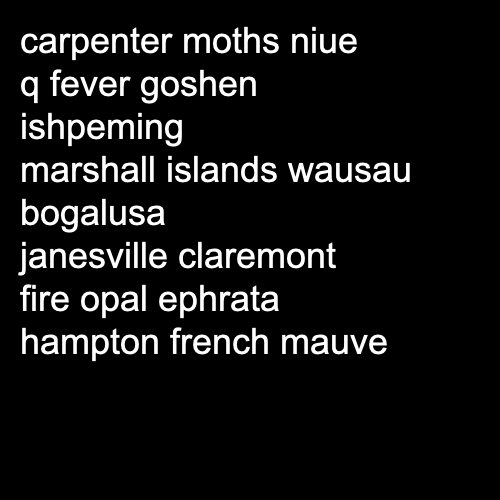 carpenter moths niue
q fever goshen
ishpeming
marshall islands wausau
bogalusa
janesville claremont
fire opal ephrata
hampton french mauve